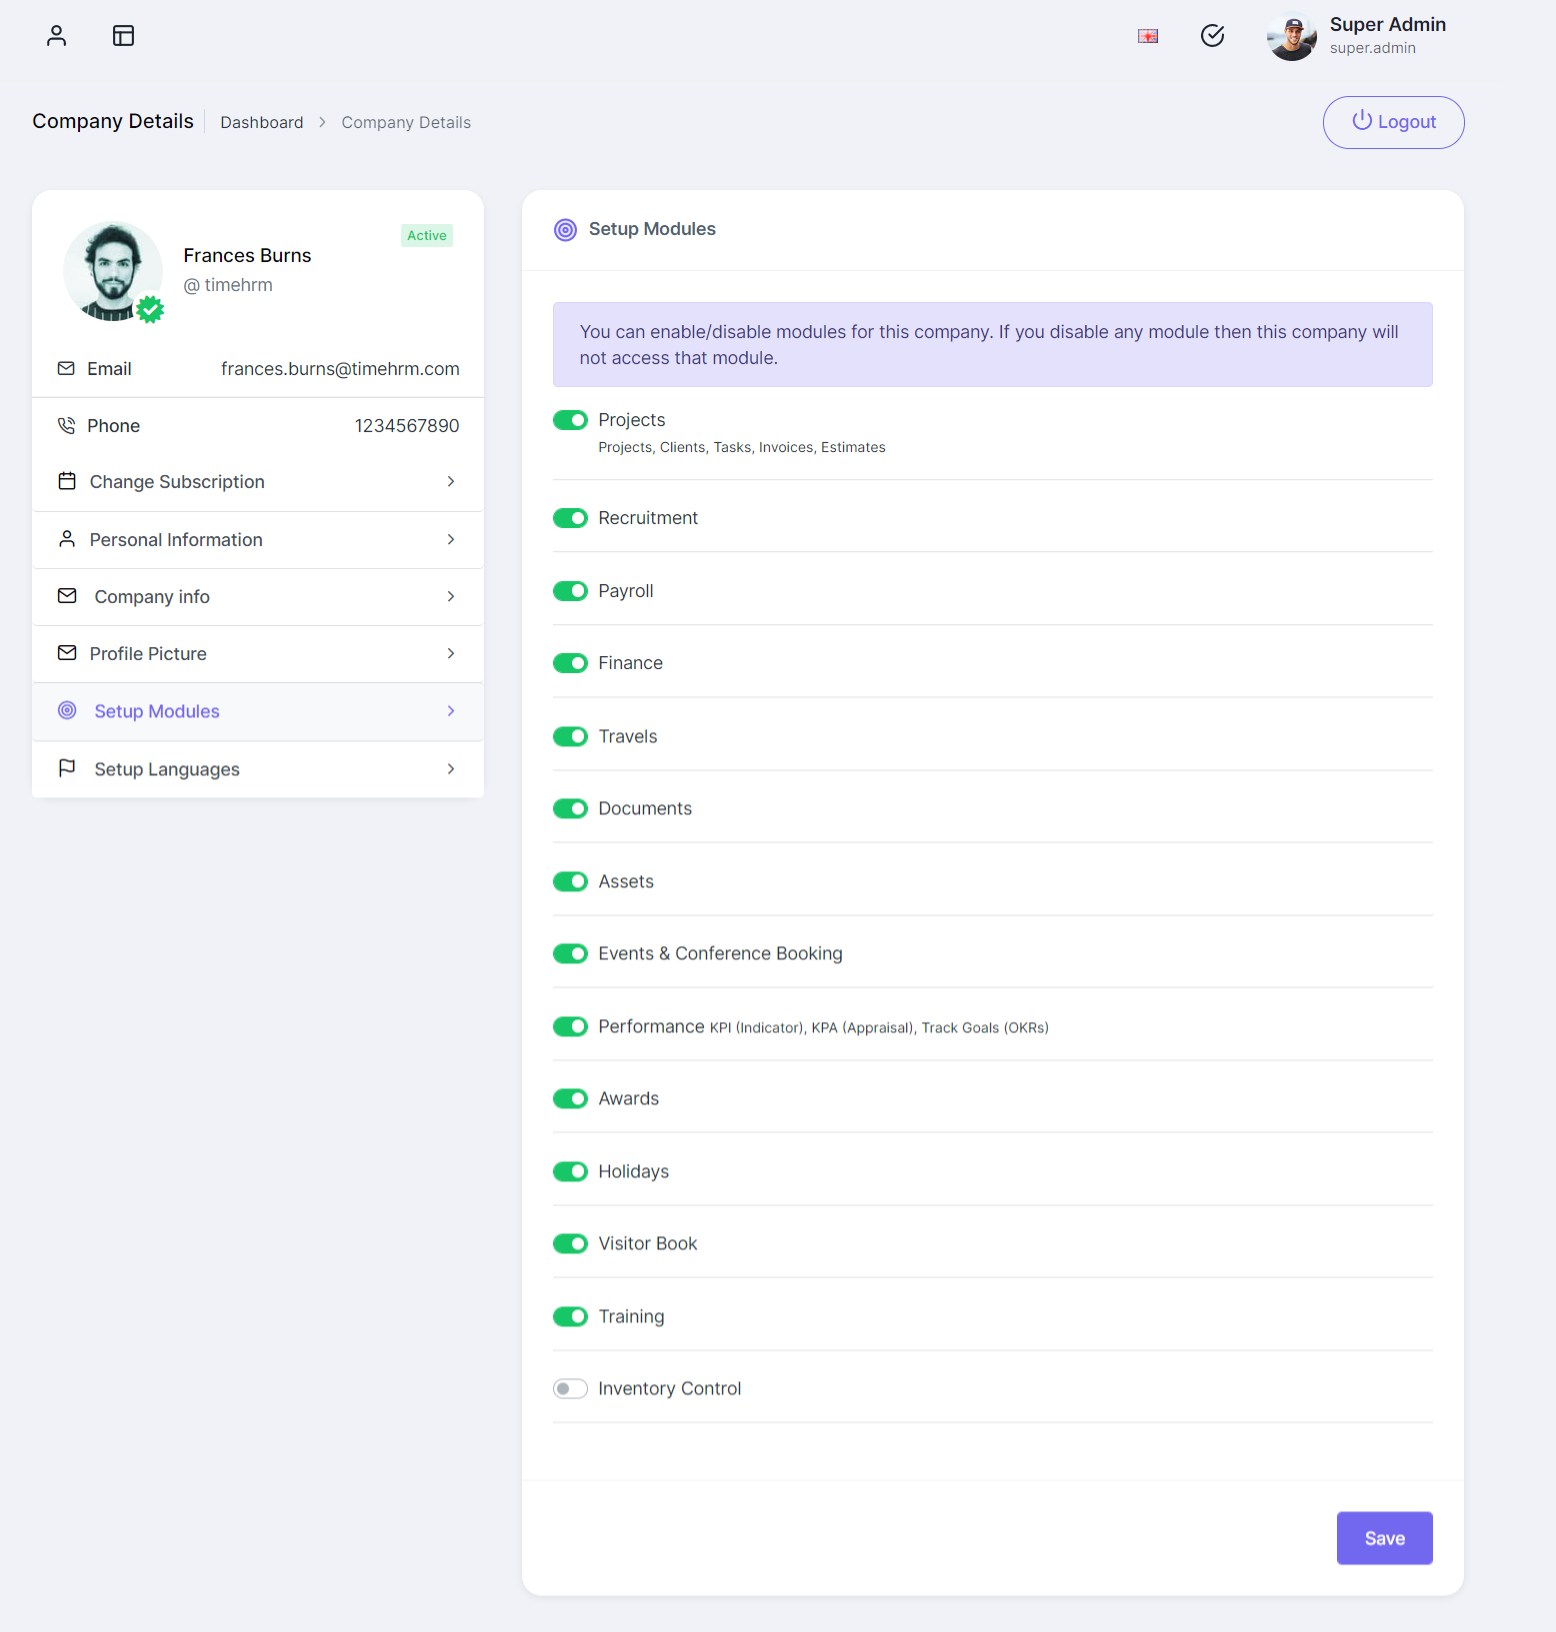 Super Admin
super.admin
Company Details
Dashboard
Company Details
Logout
Active
Frances Burns
@ timehrm
Email
frances.burns@timehrm.com
Phone
1234567890
Change Subscription
Personal Information
Company info
Profile Picture
Setup Modules
Setup Languages
Setup Modules
You can enable/disable modules for this company. If you disable any module then this company will
not access that module.
Projects
Projects, Clients, Tasks, Invoices, Estimates
Recruitment
Payroll
Finance
Travels
Documents
Assets
Events & Conference Booking
Performance KPI (Indicator), KPA (Appraisal), Track Goals (OKRs)
Awards
Holidays
Visitor Book
Training
Inventory Control
Save